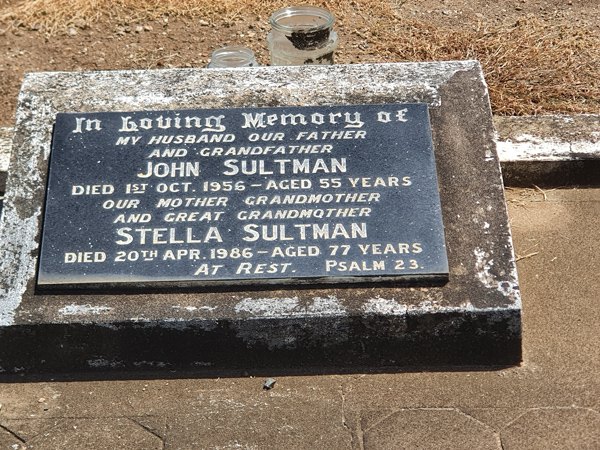 In Loving Memory of
MY HUSBAND OUR FATHER
AND GRANDFATHER
JOHN SULTMAN
DIED 1ST OCT. 1956 - AGED 55 YEARS
OUR MOTHER GRANDMOTHER
AND GREAT GRANDMOTHER
STELLA SULTMAN
DIED 20TH APR. 1986 - AGED 77 YEARS
AT REST. PSALM 23.